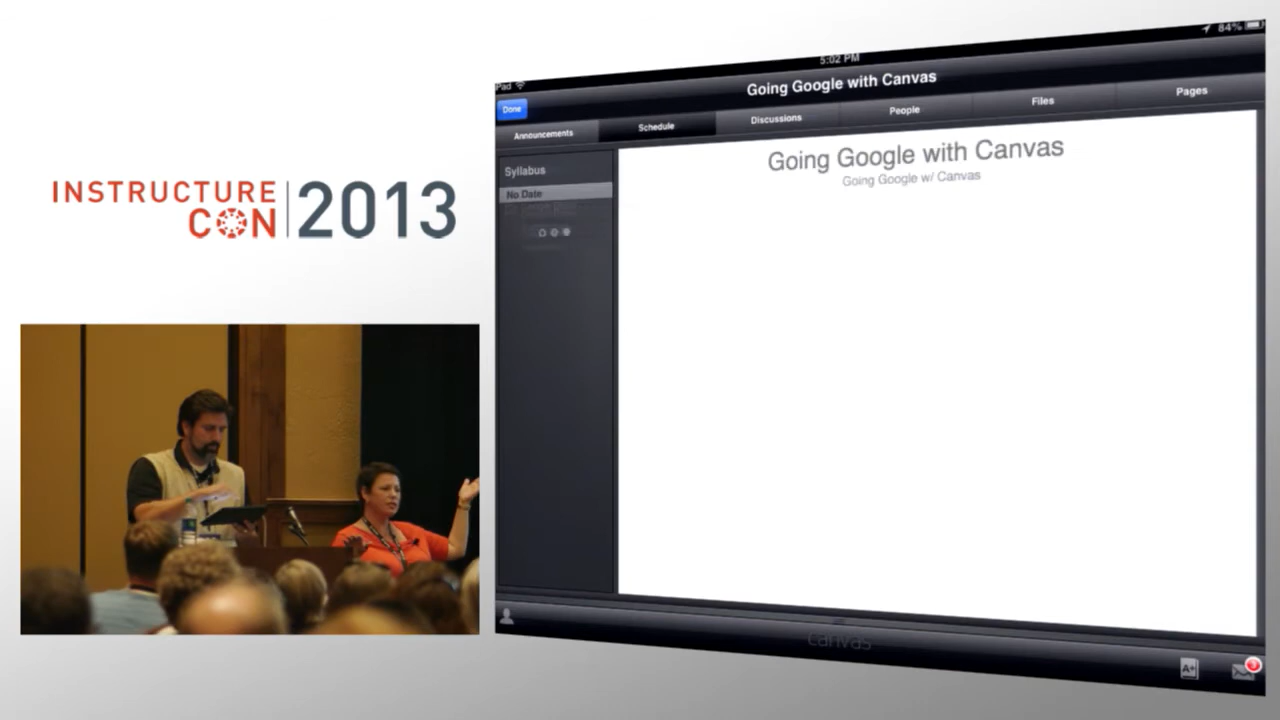 INSTRUCTURE
CON 2013
iPad
5:02 PM
84%
Going Google with Canvas
Done
Announcements
Schedule
Discussions
People
Files
Pages
Syllabus
No Date
Going Google with Canvas
Going Google w/ Canvas
canvas
A+
3